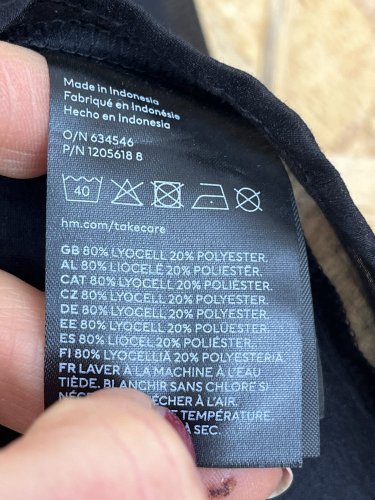 Made in Indonesia
Fabriqué en Indonésie
Hecho en Indonesia
O/N 634546
P/N 1205618 8
40
hm.com/takecare
GB 80% LYOCELL 20% POLYESTER.
AL 80% LIOCELË 20% POLIESTËR.
CAT 80% LIOCEL 20% POLIÈSTER.
CZ 80% LYOCELL 20% POLYESTER.
DE 80% LYOCELL 20% POLYESTER.
EE 80% LYOCELL 20% POLÜESTER.
ES 80% LIOCEL 20% POLIÉSTER.
FI 80% LYOCELLIÄ 20% POLYESTERIA.
FR LAVER À LA MACHINE À L'EAU
TIÈDE. BLANCHIR SANS CHLORE SI
SÉCHER À L'AIR.
TEMPÉRATURE
À SEC.